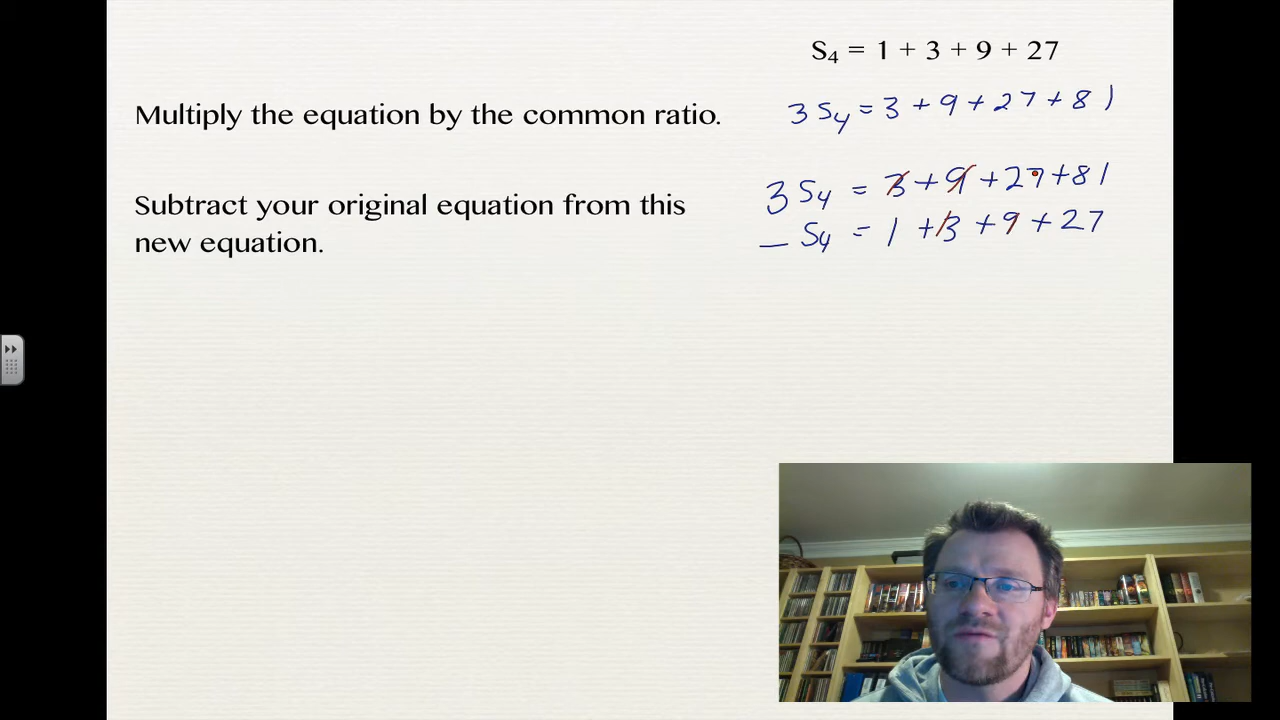 S₄ = 1 + 3 + 9 + 27
Multiply the equation by the common ratio.
3S₄ = 3 + 9 + 27 + 81
3S₄ = 3 + 9 + 27 + 81
Subtract your original equation from this
new equation.
— S₄ = 1 + 3 + 9 + 27